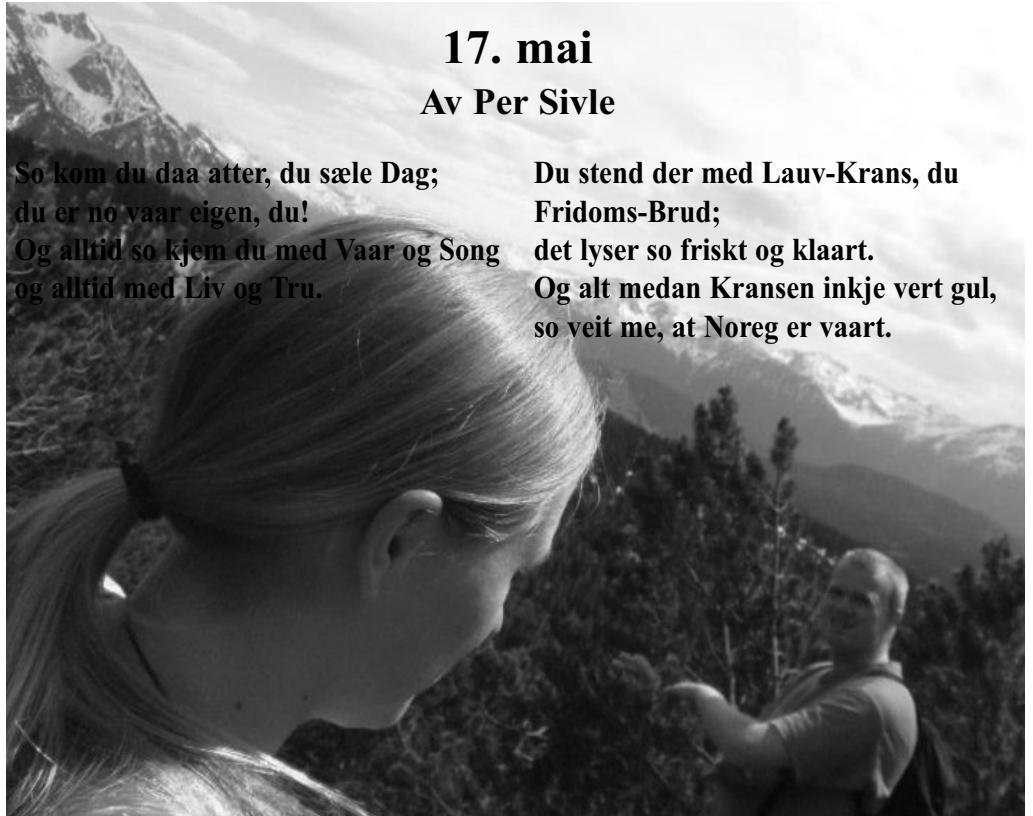 17. mai
Av Per Sivle
So kom du daa atter, du sæle Dag;
du er no vaar eigen, du!
Og alltid so kjem du med Vaar og Song
og alltid med Liv og Tru.
Du stend der med Lauv-Krans, du
Fridoms-Brud;
det lyser so friskt og klaart.
Og alt medan Kransen inkje vert gul,
so veit me, at Noreg er vaart.